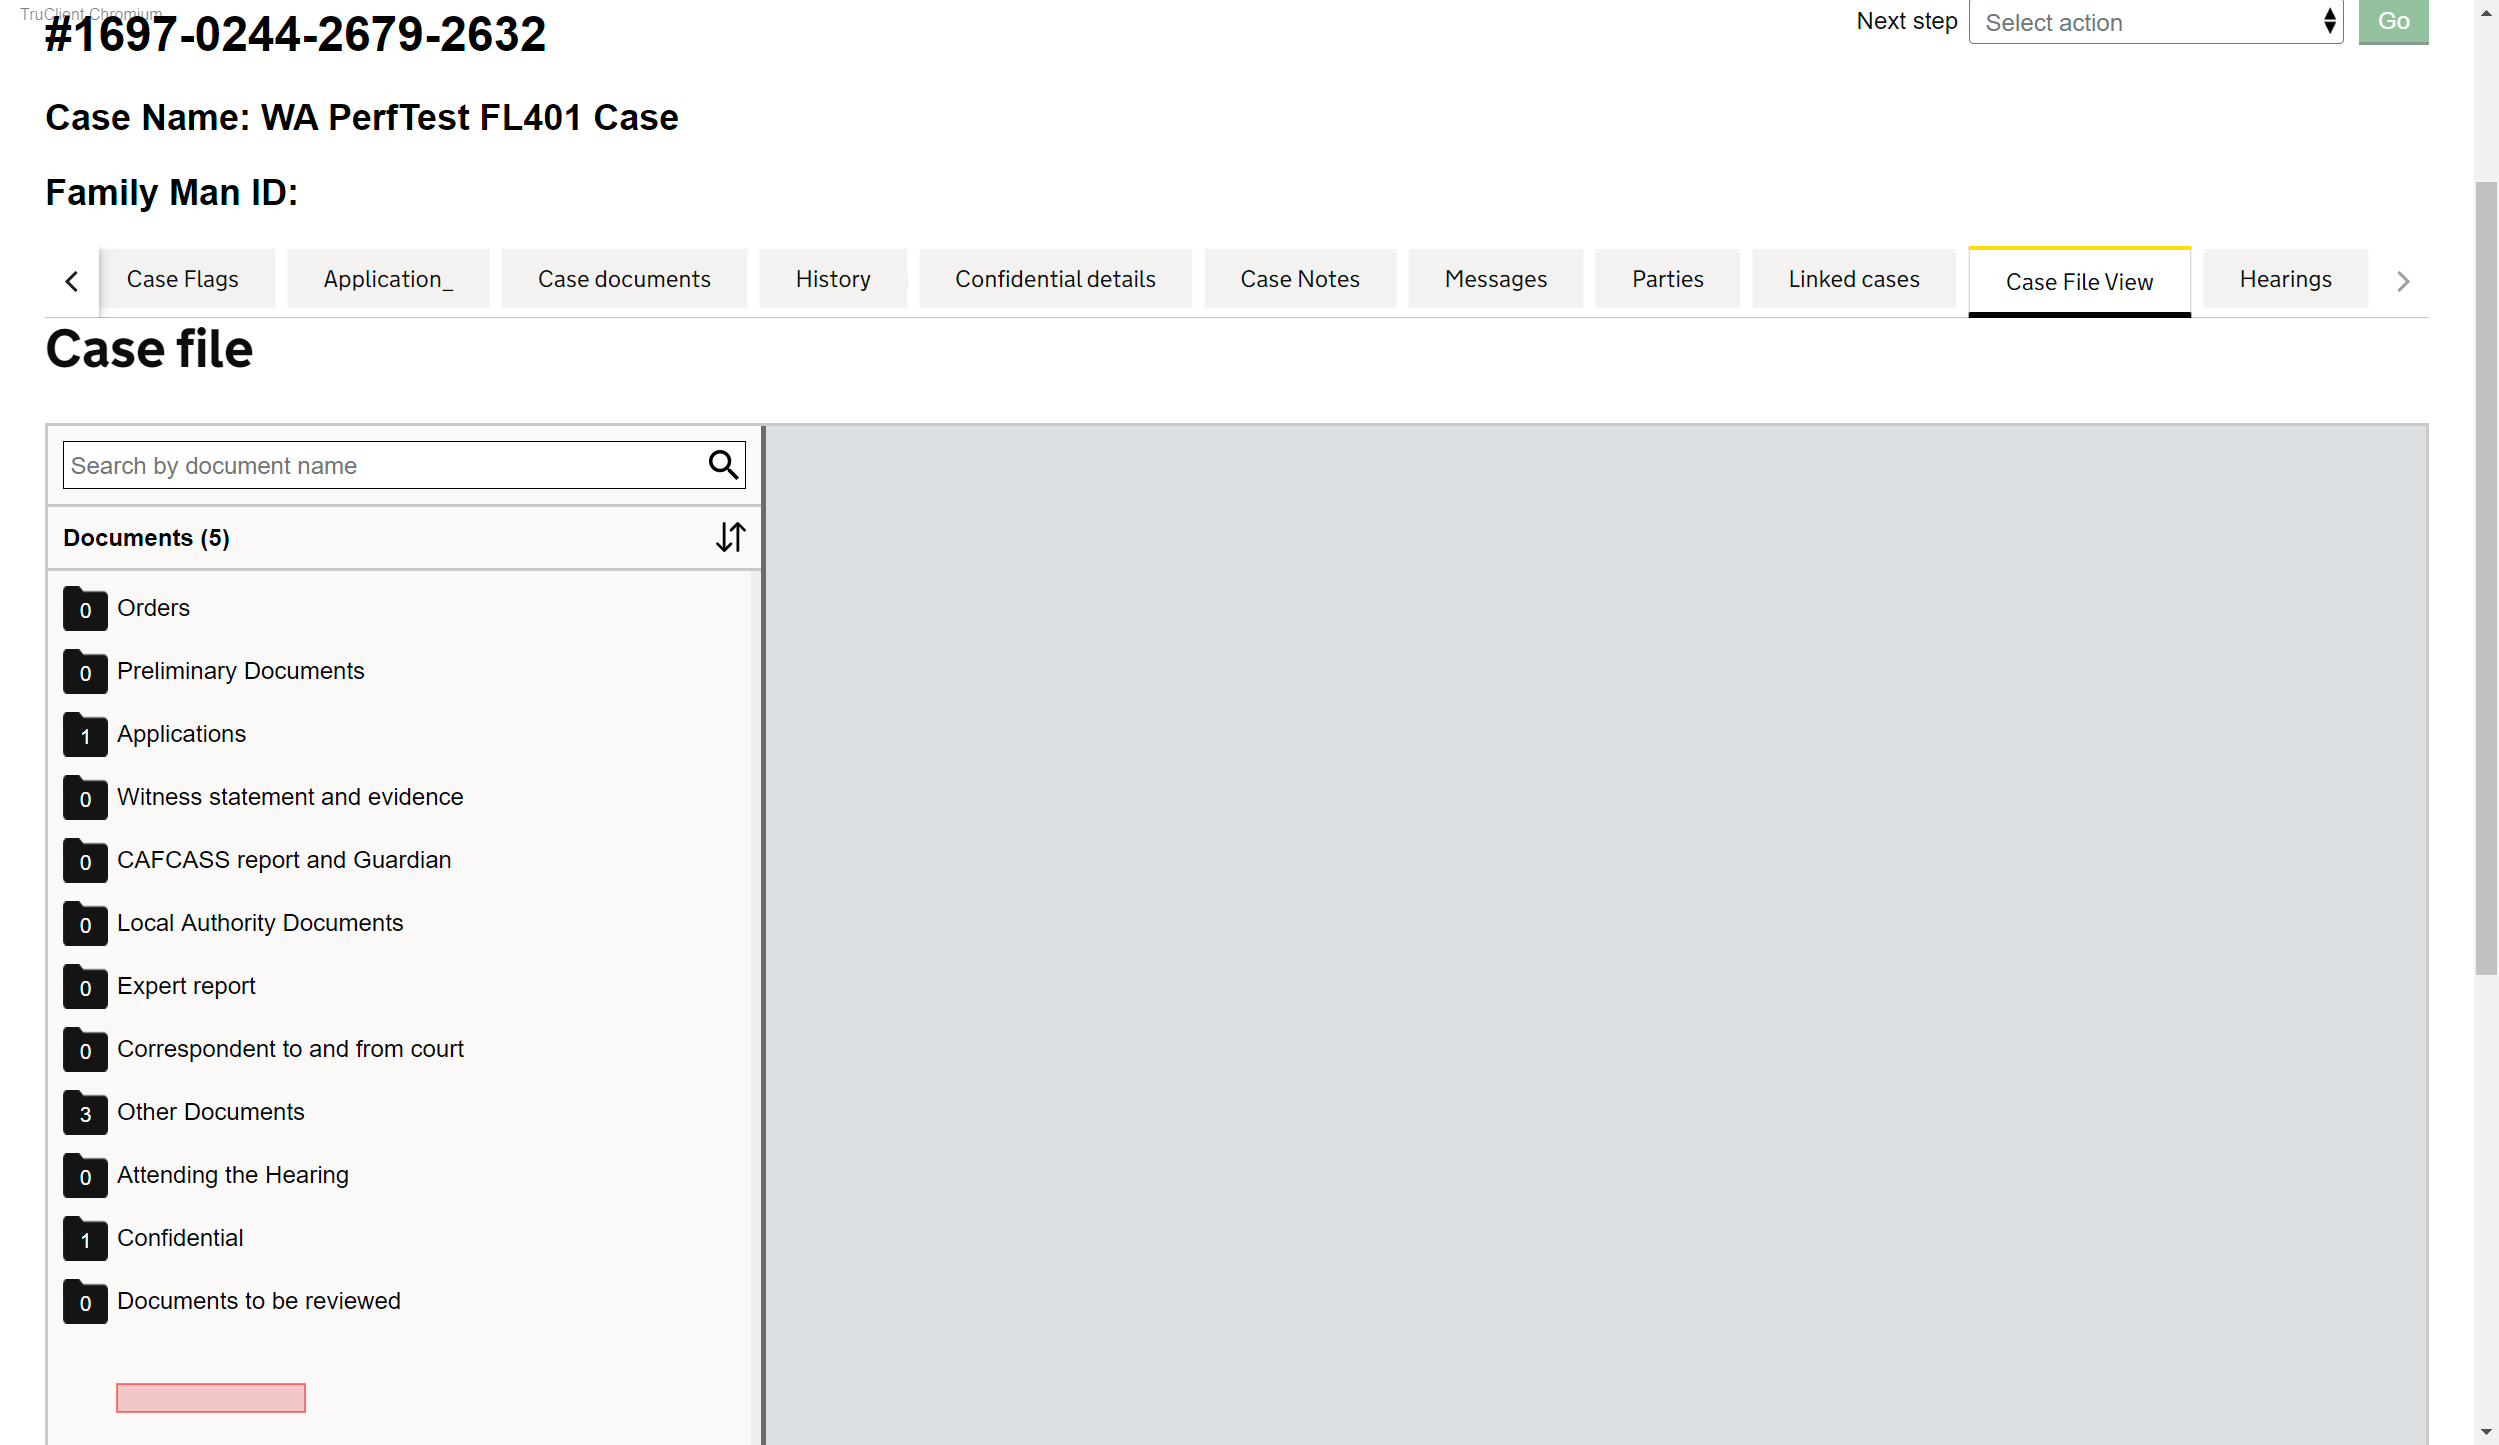 TruClient Chromium
#1697-0244-2679-2632
Next step Select action Go
Case Name: WA PerfTest FL401 Case
Family Man ID:
Case Flags Application_ Case documents History Confidential details Case Notes Messages Parties Linked cases Case File View Hearings
Case file
Search by document name
Documents (5)
0 Orders
0 Preliminary Documents
1 Applications
0 Witness statement and evidence
0 CAFCASS report and Guardian
0 Local Authority Documents
0 Expert report
0 Correspondent to and from court
3 Other Documents
0 Attending the Hearing
1 Confidential
0 Documents to be reviewed